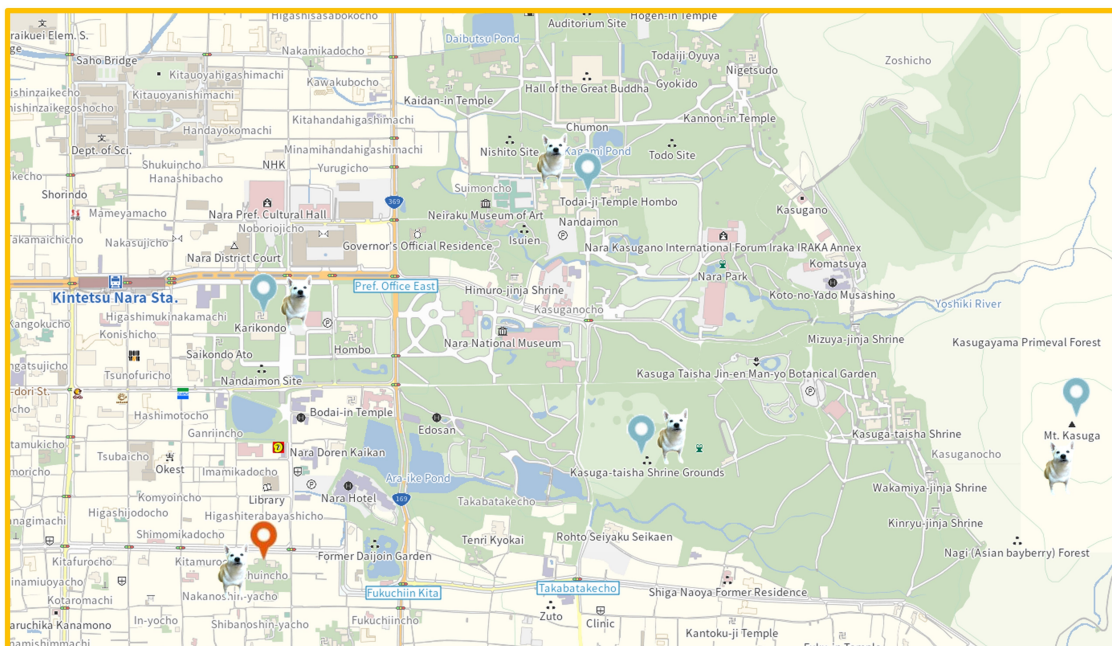 Higashisasabokocho
Auditorium Site
Hogen-in Temple
raikuei Elem. S.
Daibutsu Pond
Saho Bridge
Nakamikadocho
Todaiji Oyuya
Zoshicho
Kitauoyahigashimachi
Nigetsudo
Kitauoyanishimachi
Kawakubocho
Hall of the Great Buddha
Gyokido
Kaidan-in Temple
Kitahandahigashimachi
Kannon-in Temple
Handayokomachi
Chumon
Dept. of Sci.
Minamihandahigashimachi
Nishito Site
Kagami Pond
Todo Site
Shukuincho
NHK
Yurugicho
Hanashibacho
Suimoncho
Shorindo
369
Todai-ji Temple Hombo
Mameyamacho
Nara Pref. Cultural Hall
Neiraku Museum of Art
Kasugano
Noboriojicho
Nandaimon
Nakasujicho
Isuien
Nara District Court
Governor's Official Residence
Nara Kasugano International Forum Iraka IRAKA Annex
Komatsuya
Nara Park
Pref. Office East
Himuro-jinja Shrine
Koto-no-Yado Musashino
Kintetsu Nara Sta.
Yoshiki River
Higashimukinakamachi
Kasuganocho
Karikondo
Konishicho
Mizuya-jinja Shrine
Saikondo Ato
Hombo
Nara National Museum
Kasugayama Primeval Forest
Tsunofuricho
Kasuga Taisha Jin-en Man-yo Botanical Garden
Nandaimon Site
Hashimotocho
Bodai-in Temple
Edosan
Ganriincho
Kasuga-taisha Shrine
Mt. Kasuga
Tsubaicho
Nara Doren Kaikan
Kasuganocho
Okest
Imamikadocho
Kasuga-taisha Shrine Grounds
Ara-ike Pond
Komyoincho
Library
Nara Hotel
Takabatakecho
Wakamiya-jinja Shrine
169
Higashijodocho
Higashiterabayashicho
Kinryu-jinja Shrine
Shimomikadocho
Tenri Kyokai
Rohto Seiyaku Seikaen
Kitafurocho
Former Daijoin Garden
Nagi (Asian bayberry) Forest
Fukuchiin Kita
Takabatakecho
Nakanoshin-yacho
Shiga Naoya Former Residence
Kotaromachi
In-yocho
Shibanoshin-yacho
Fukuchiincho
Zuto
Clinic
Kantoku-ji Temple